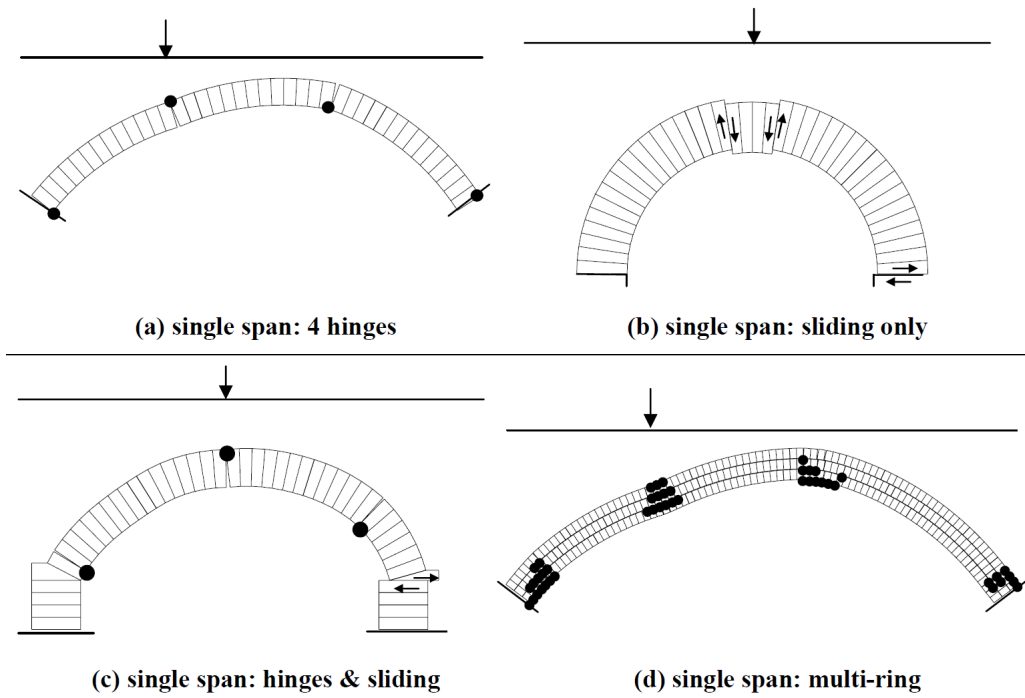 (a) single span: 4 hinges
(b) single span: sliding only
(c) single span: hinges & sliding
(d) single span: multi-ring